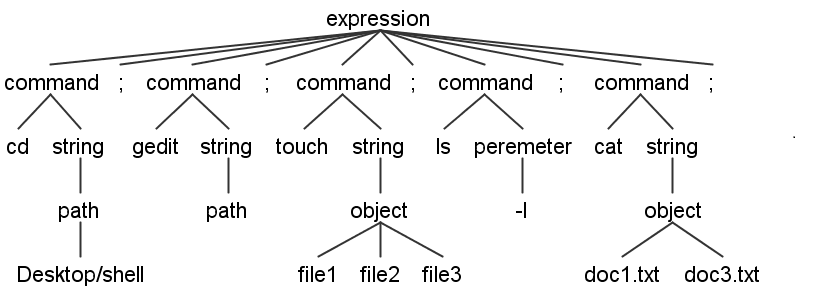 expression
command ; command ; command ; command ; command ;
cd string gedit string touch string ls peremeter cat string
path path object -l object
Desktop/shell file1 file2 file3 doc1.txt doc3.txt